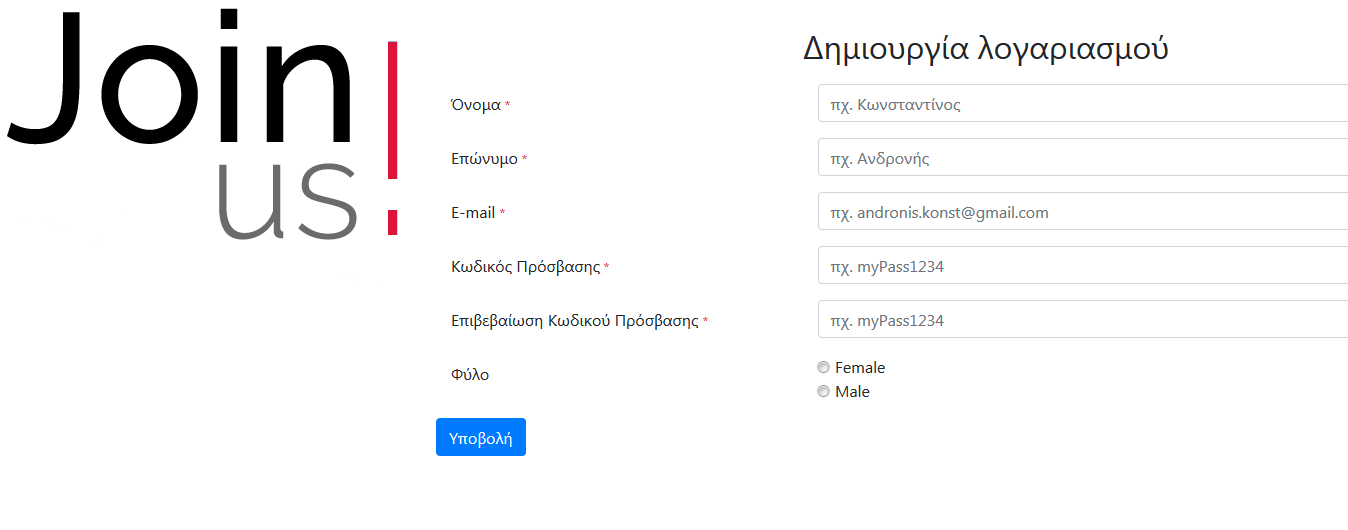 Join
us
Δημιουργία λογαριασμού
Όνομα *
πχ. Κωνσταντίνος
Επώνυμο *
πχ. Ανδρονής
E-mail *
πχ. andronis.konst@gmail.com
Κωδικός Πρόσβασης *
πχ. myPass1234
Επιβεβαίωση Κωδικού Πρόσβασης *
πχ. myPass1234
Φύλο
Female
Male
Υποβολή